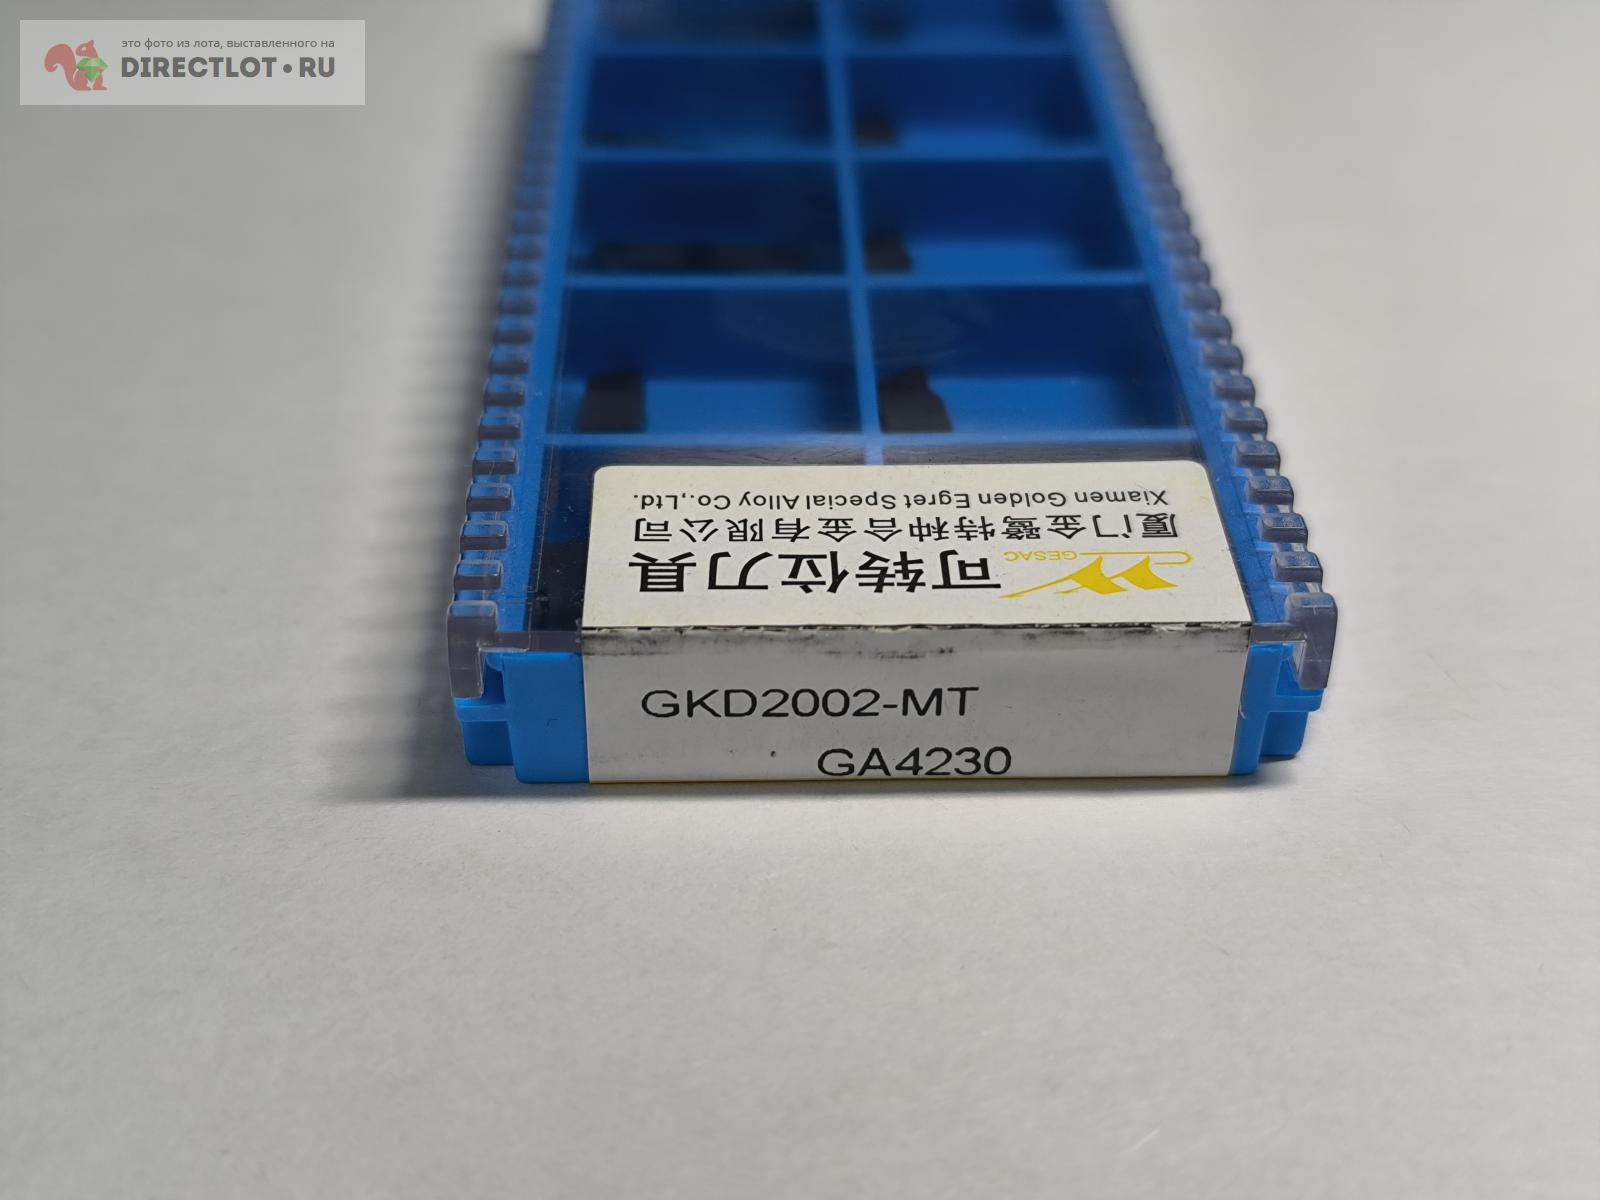 это фото из лота, выставленного на
DIRECTLOT•RU
GESAC
可转位刀具
厦门金鹭特种合金有限公司
Xiamen Golden Egret Special Alloy Co.,Ltd.
GKD2002-MT
GA4230